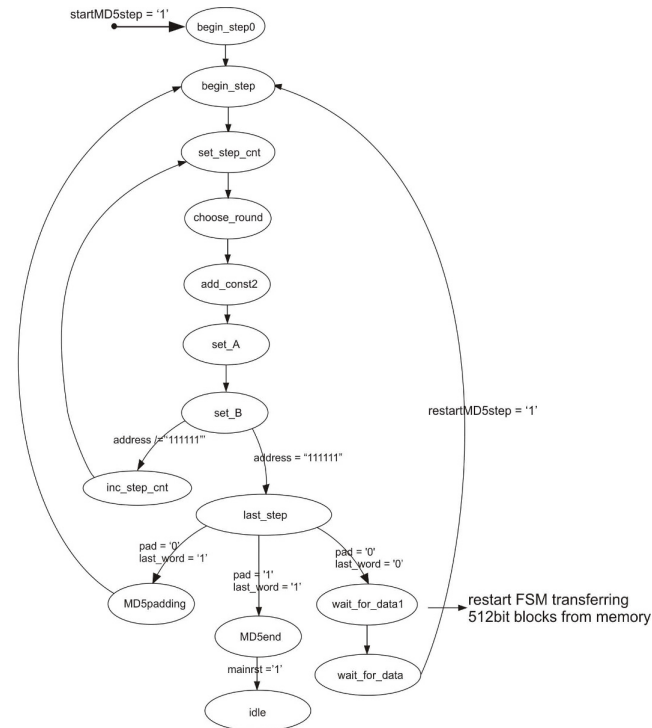 startMD5step = ‘1’
begin_step0
begin_step
set_step_cnt
choose_round
add_const2
set_A
set_B
restartMD5step = ‘1’
address /=“111111”’
address = “111111”
inc_step_cnt
last_step
pad = '0'
last_word = ‘1’
pad = '1'
last_word = ‘1’
pad = '0'
last_word = ‘0’
MD5padding
MD5end
wait_for_data1
restart FSM transferring
512bit blocks from memory
mainrst =‘1’
wait_for_data
idle